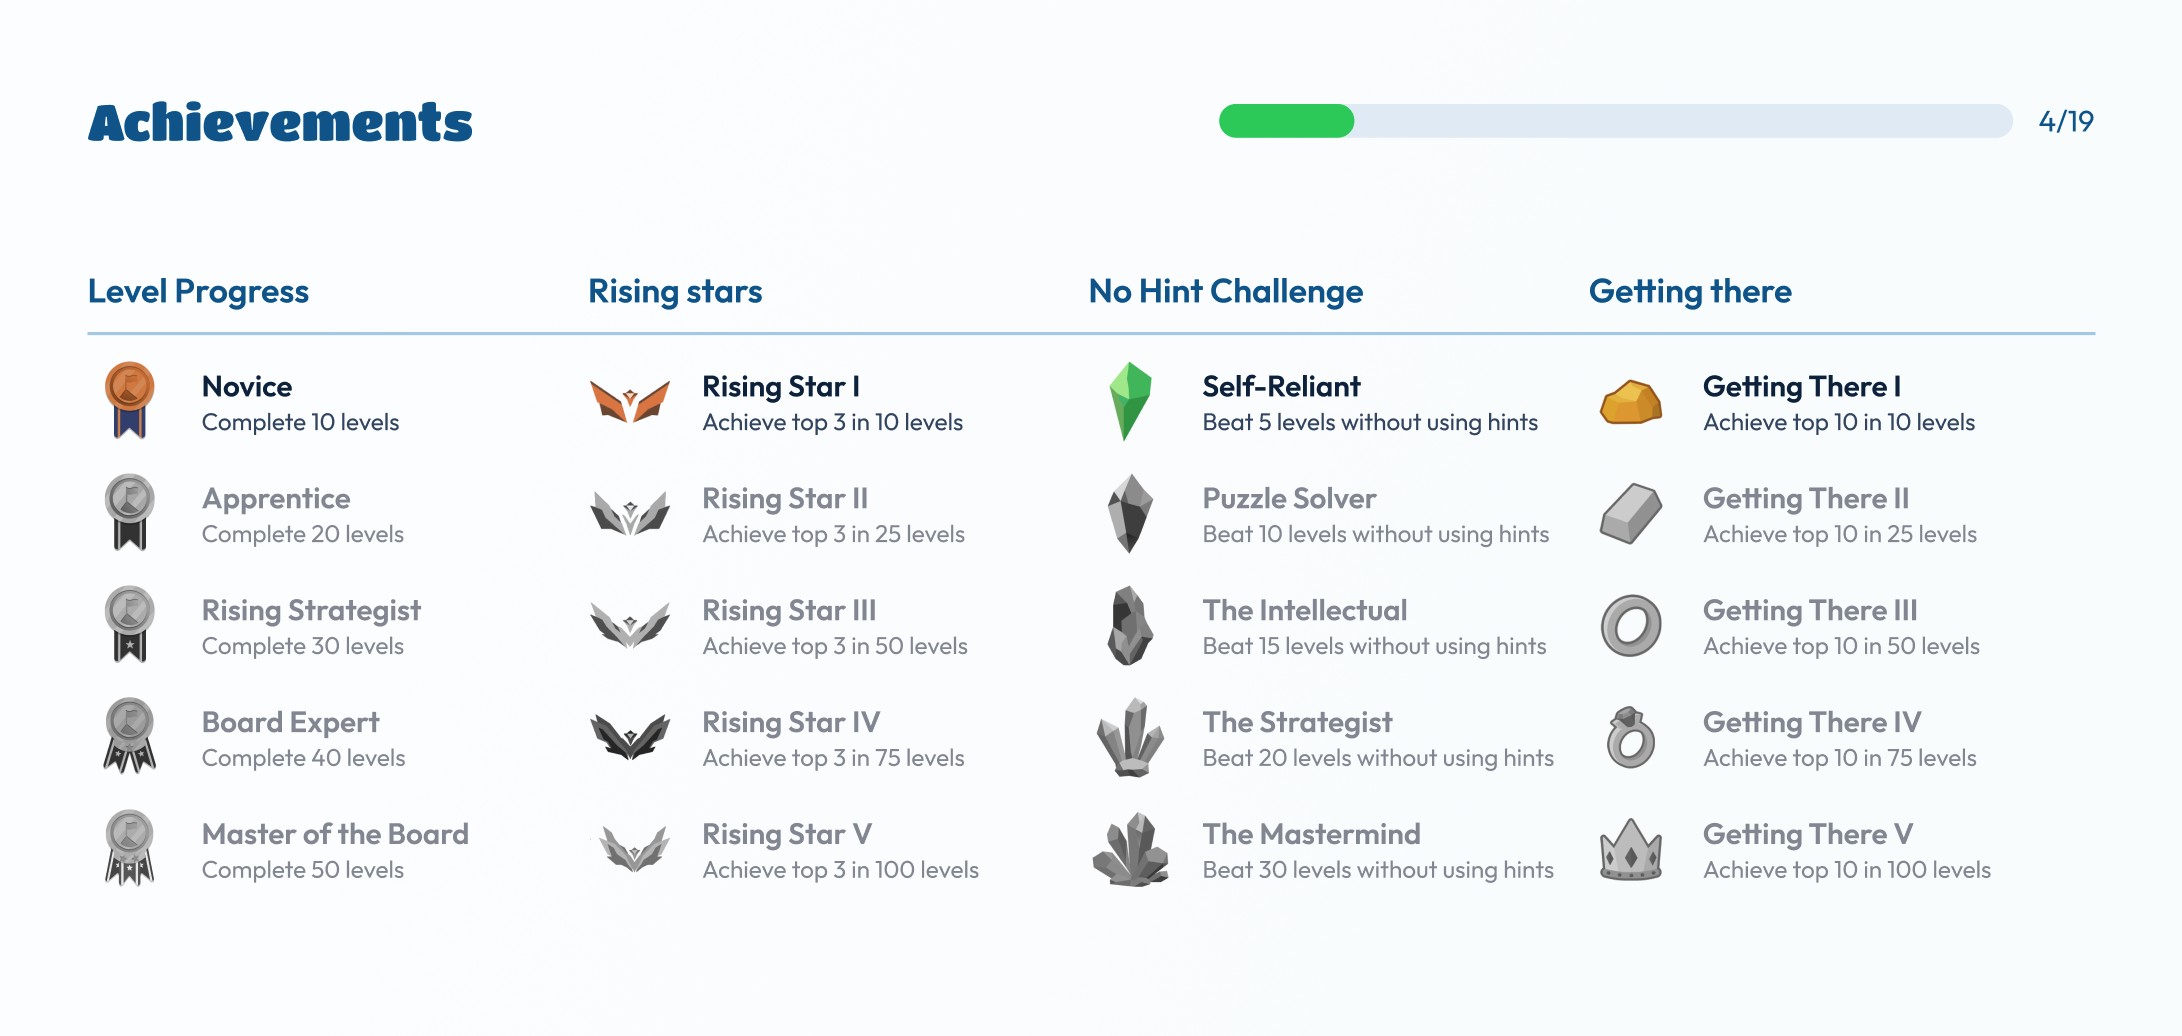 Achievements
4/19
Level Progress
Rising stars
No Hint Challenge
Getting there
Novice
Complete 10 levels
Rising Star I
Achieve top 3 in 10 levels
Self-Reliant
Beat 5 levels without using hints
Getting There I
Achieve top 10 in 10 levels
Apprentice
Complete 20 levels
Rising Star II
Achieve top 3 in 25 levels
Puzzle Solver
Beat 10 levels without using hints
Getting There II
Achieve top 10 in 25 levels
Rising Strategist
Complete 30 levels
Rising Star III
Achieve top 3 in 50 levels
The Intellectual
Beat 15 levels without using hints
Getting There III
Achieve top 10 in 50 levels
Board Expert
Complete 40 levels
Rising Star IV
Achieve top 3 in 75 levels
The Strategist
Beat 20 levels without using hints
Getting There IV
Achieve top 10 in 75 levels
Master of the Board
Complete 50 levels
Rising Star V
Achieve top 3 in 100 levels
The Mastermind
Beat 30 levels without using hints
Getting There V
Achieve top 10 in 100 levels